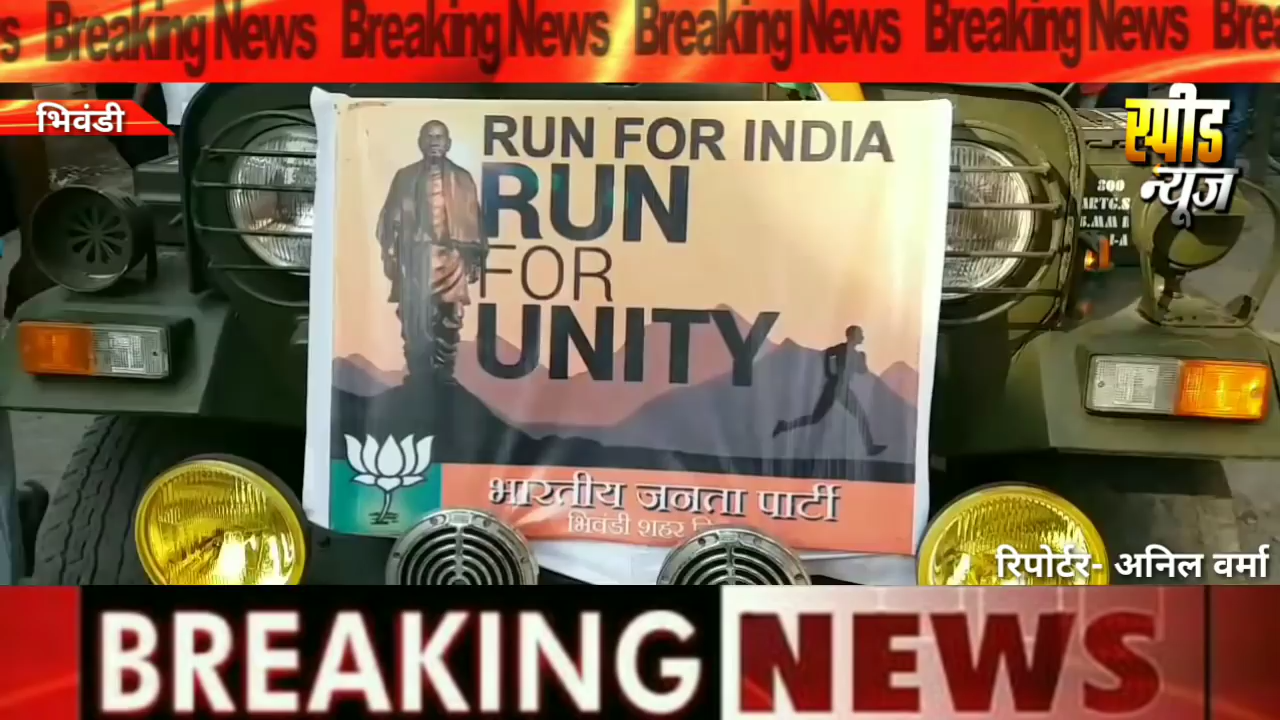 Breaking News Breaking News Breaking News Breaking News
भिवंडी
स्पीड
न्यूज़
RUN FOR INDIA
RUN
FOR
UNITY
800
भारतीय जनता पार्टी
भिवंडी शहर
रिपोर्टर- अनिल वर्मा
BREAKING NEWS